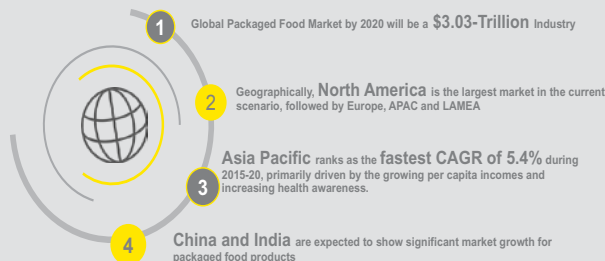 1
Global Packaged Food Market by 2020 will be a $3.03-Trillion Industry
2
Geographically, North America is the largest market in the current
scenario, followed by Europe, APAC and LAMEA
3
Asia Pacific ranks as the fastest CAGR of 5.4% during
2015-20, primarily driven by the growing per capita incomes and
increasing health awareness.
4
China and India are expected to show significant market growth for
packaged food products